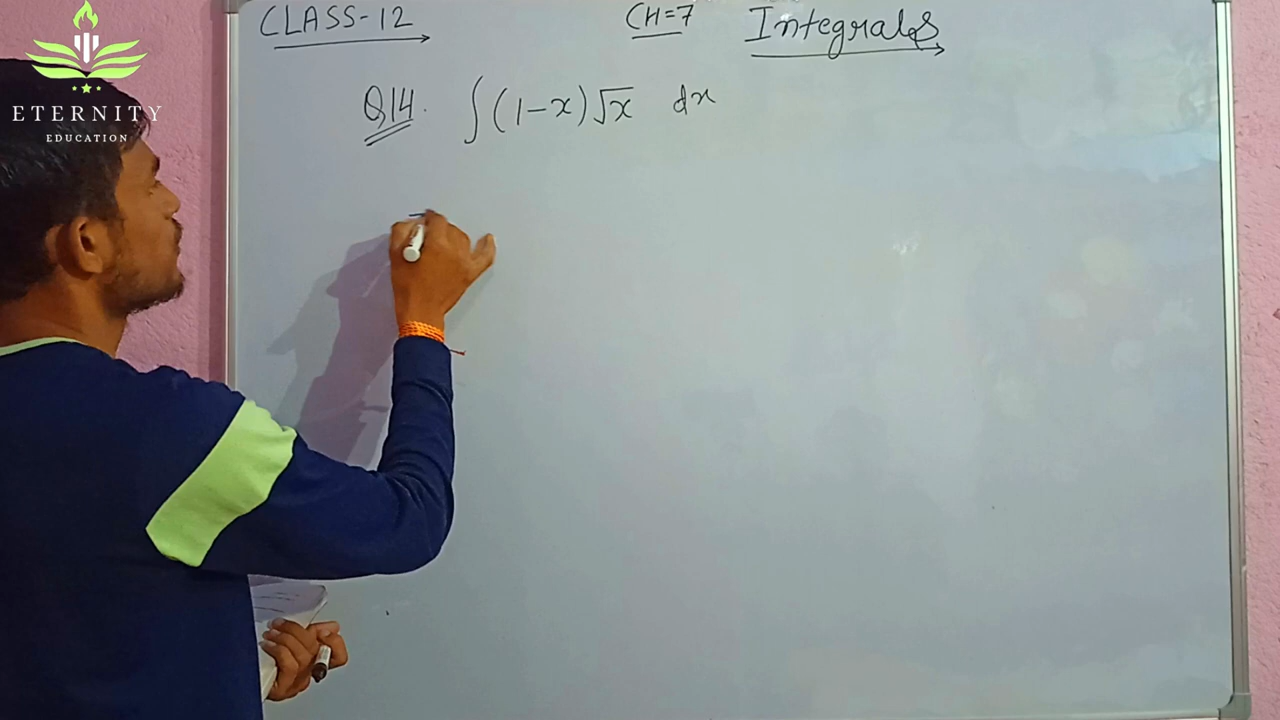 ETERNITY
EDUCATION
CLASS-12 CH=7 Integrals
Q14. ∫(1-x)√x dx